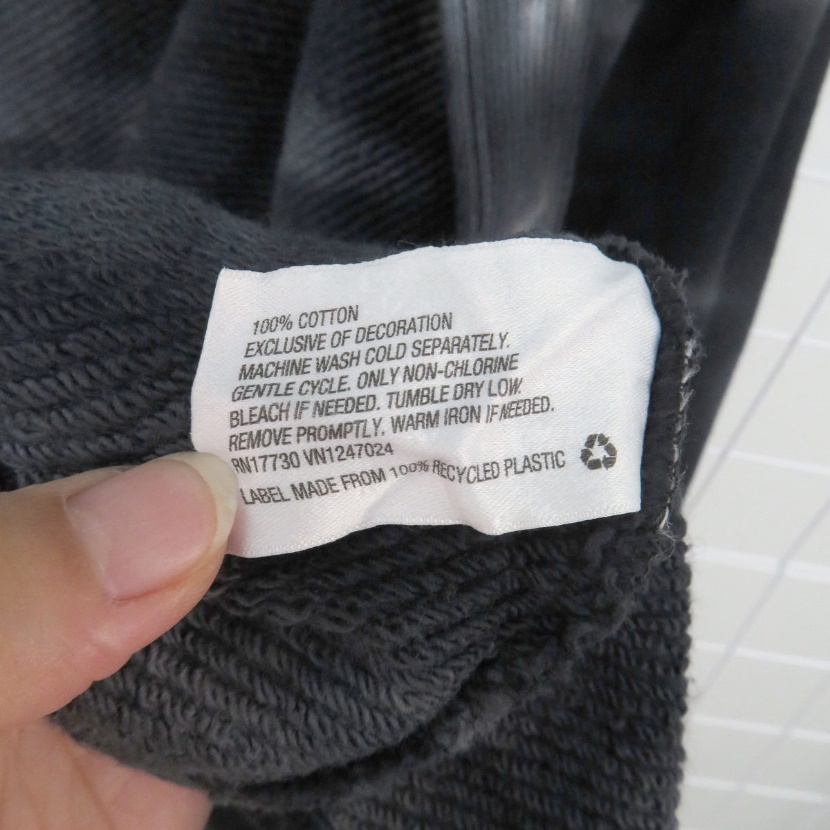 100% COTTON
EXCLUSIVE OF DECORATION
MACHINE WASH COLD SEPARATELY.
GENTLE CYCLE. ONLY NON-CHLORINE
BLEACH IF NEEDED. TUMBLE DRY LOW.
REMOVE PROMPTLY. WARM IRON IF NEEDED.
RN17730 VN1247024
LABEL MADE FROM 100% RECYCLED PLASTIC